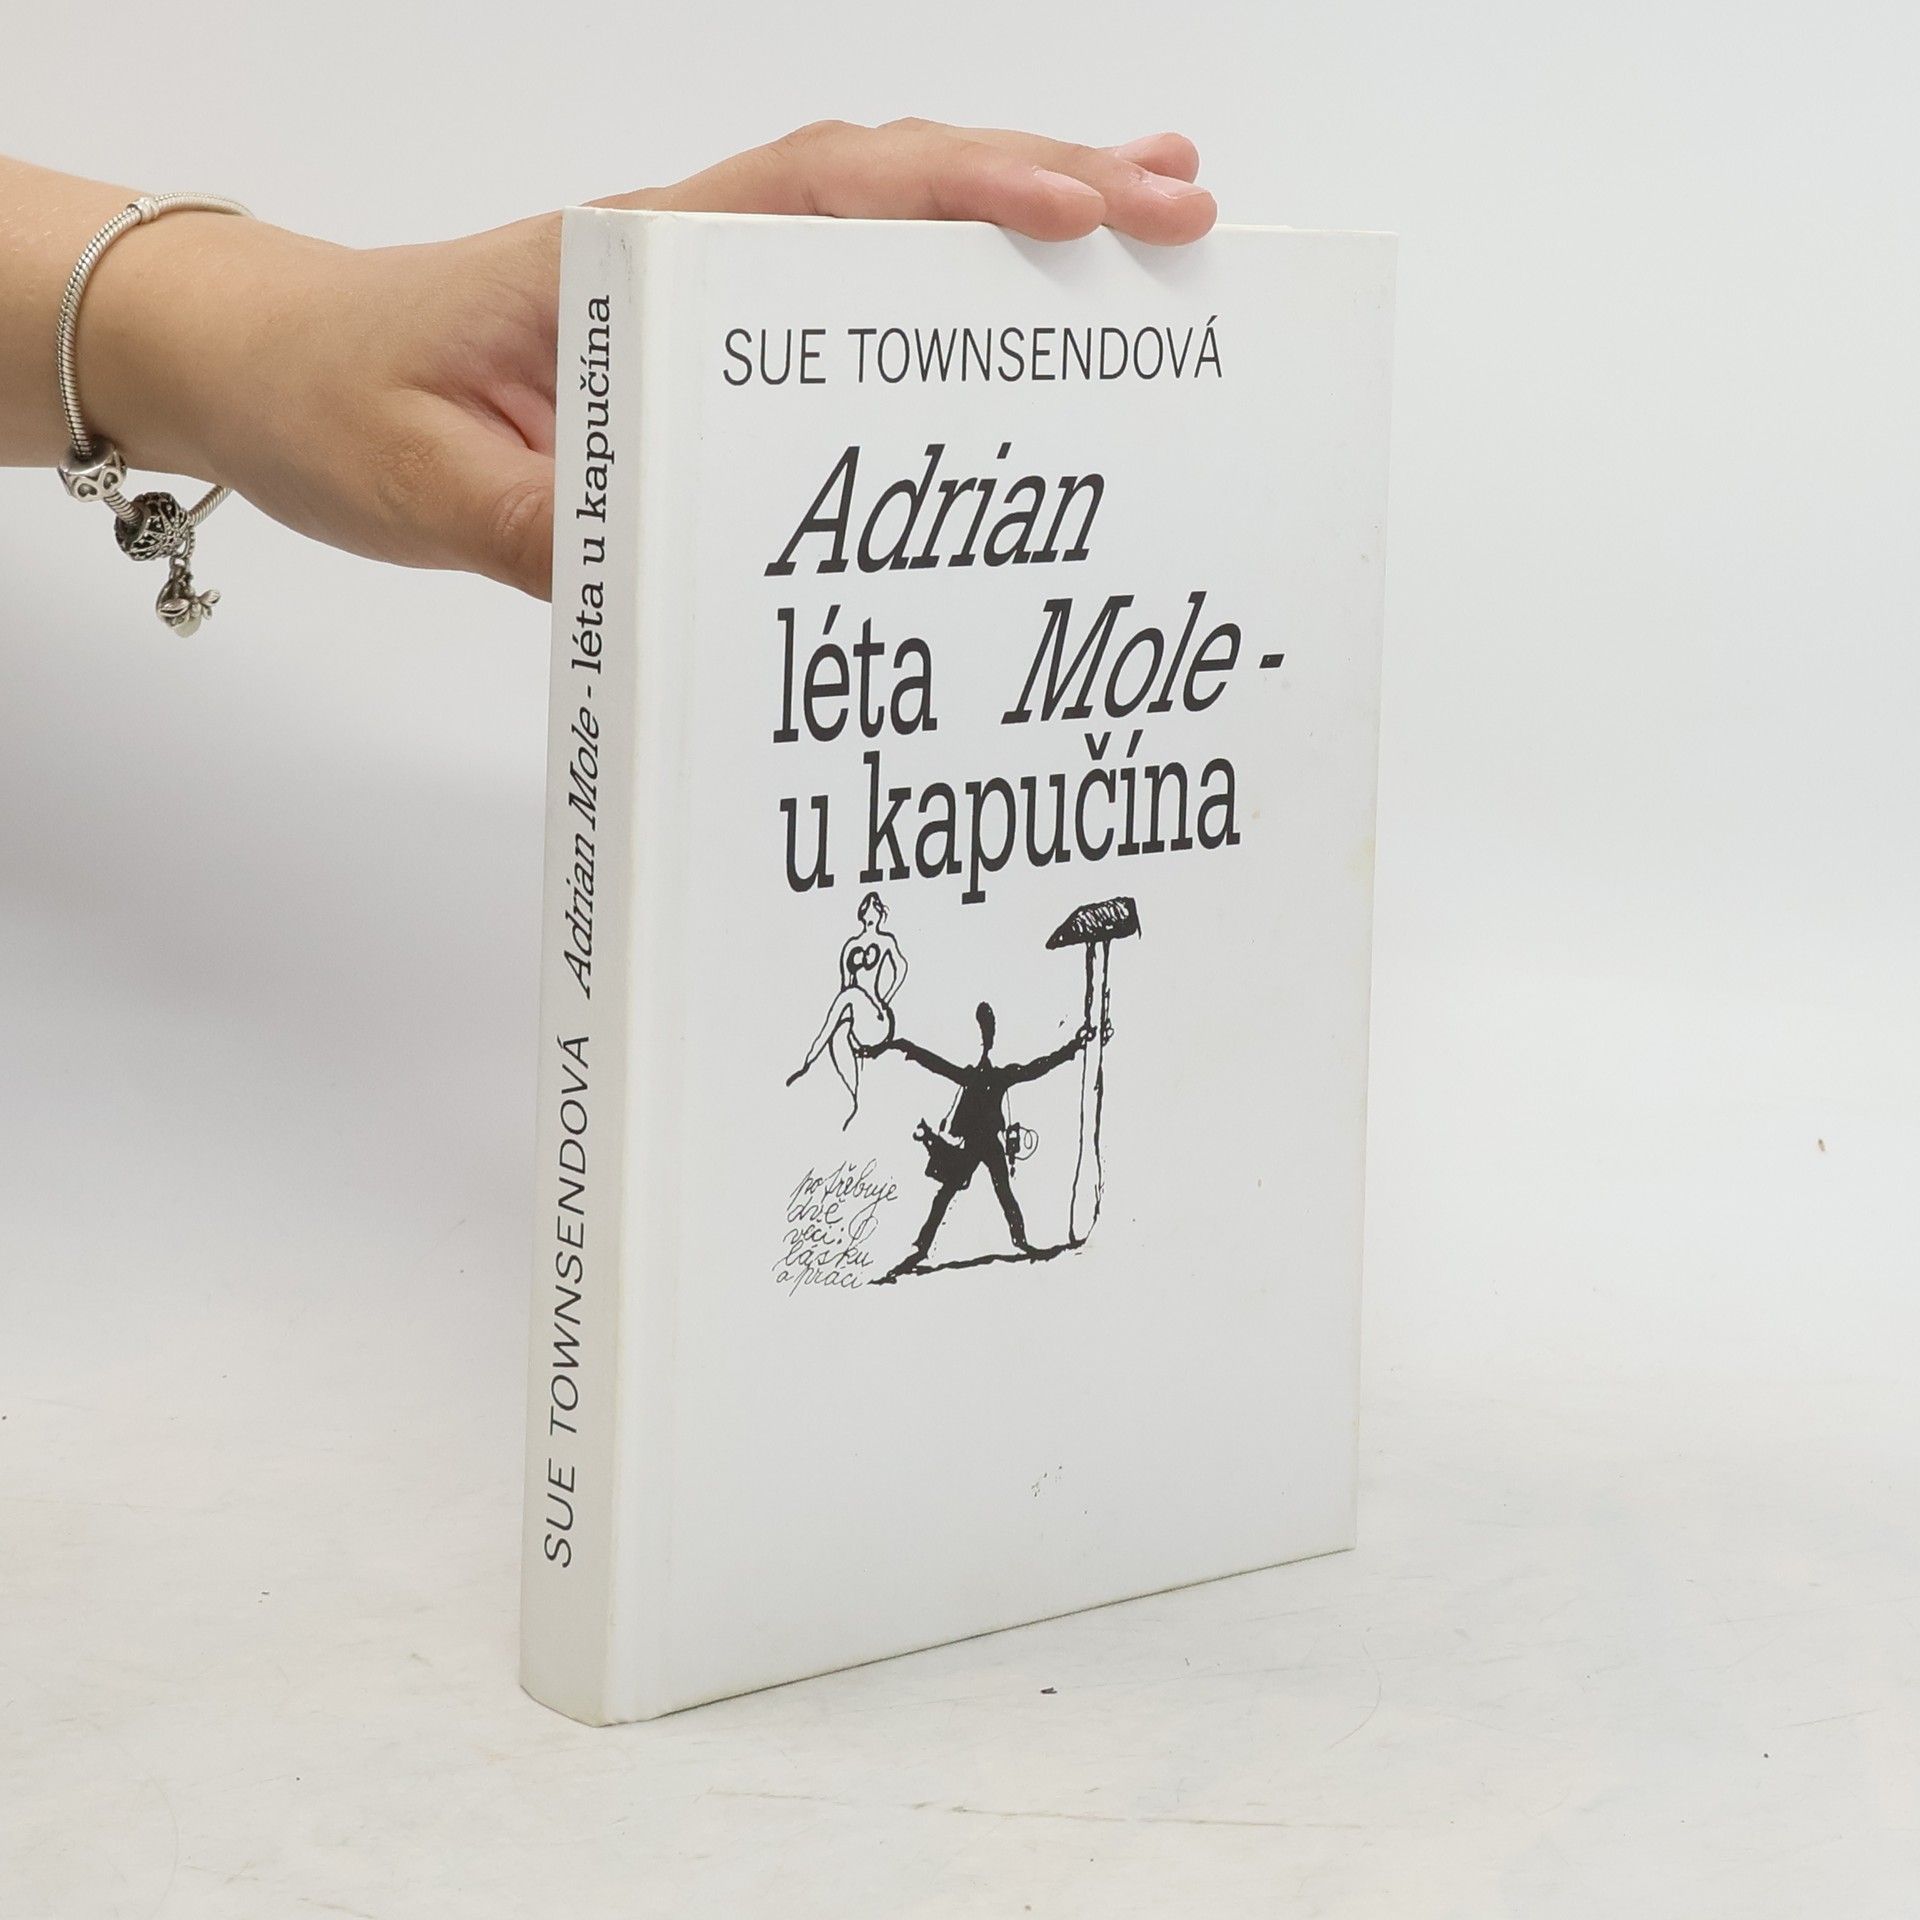 SUE TOWNSENDOVÁ Adrian Mole - léta u kapučína
SUE TOWNSENDOVÁ
Adrian
léta Mole -
u kapučína
potřebuje
dvě
věci:
lásku
a práci